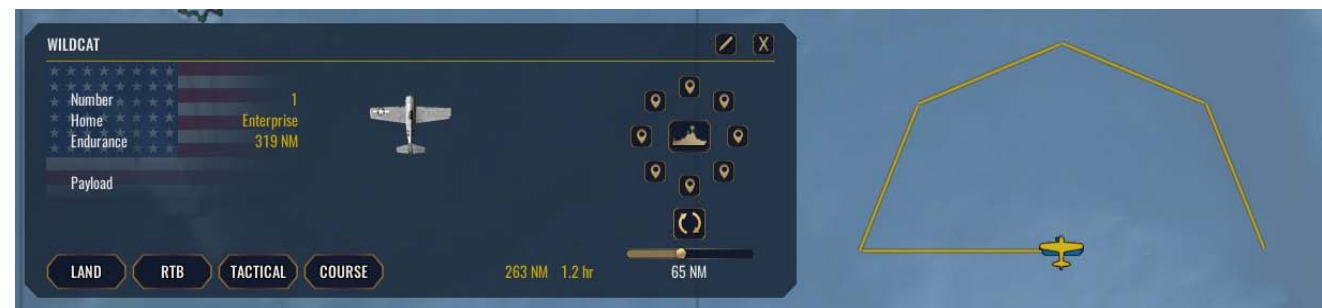 WILDCAT
X
Number 1
Home Enterprise
Endurance 319 NM
Payload
LAND RTB TACTICAL COURSE 263 NM 1.2 hr 65 NM